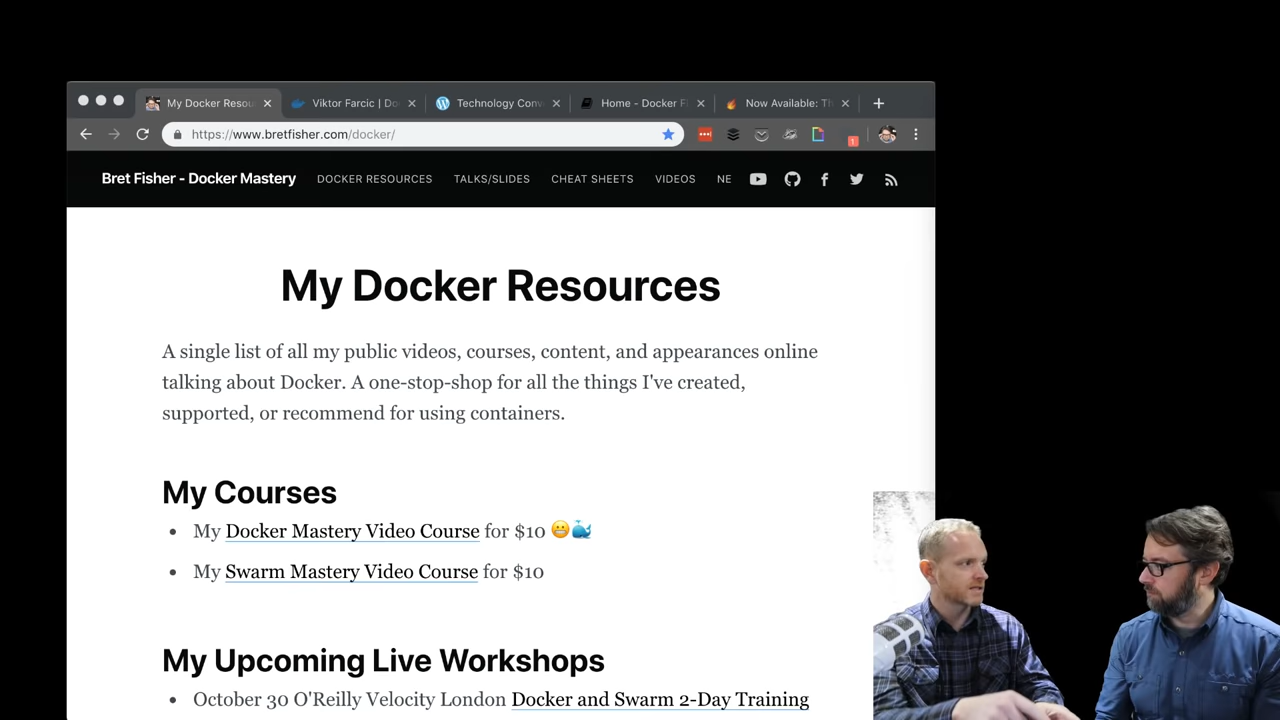 My Docker Resou
Viktor Farcic | Do
Technology Conv
Home - Docker F
Now Available: Th
https://www.bretfisher.com/docker/
1
Bret Fisher - Docker Mastery
DOCKER RESOURCES
TALKS/SLIDES
CHEAT SHEETS
VIDEOS
NE
My Docker Resources
A single list of all my public videos, courses, content, and appearances online
talking about Docker. A one-stop-shop for all the things I've created,
supported, or recommend for using containers.
My Courses
• My Docker Mastery Video Course for $10 😬🐳
• My Swarm Mastery Video Course for $10
My Upcoming Live Workshops
• October 30 O'Reilly Velocity London Docker and Swarm 2-Day Training